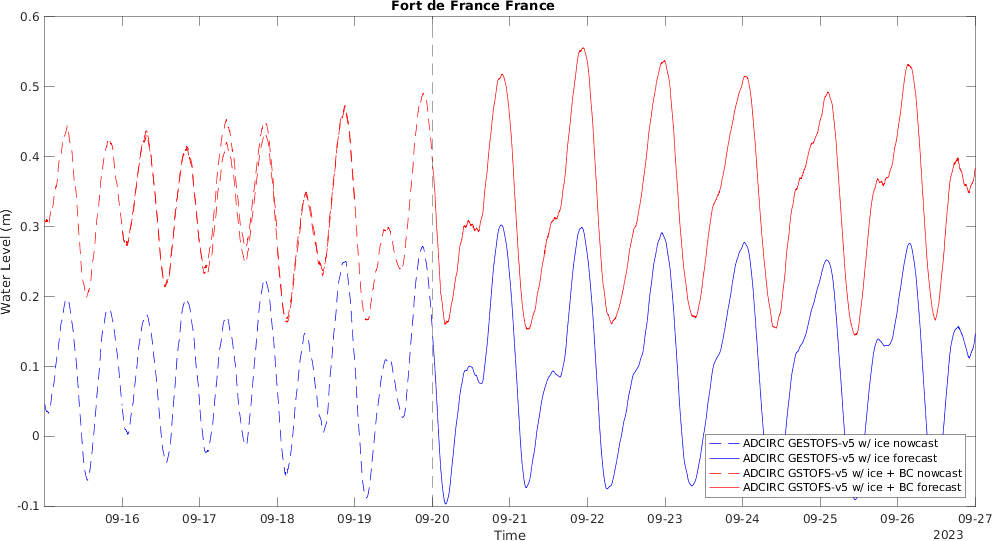 Fort de France France
0.6
0.5
0.4
0.3
0.2
0.1
0
-0.1
Water Level (m)
ADCIRC GESTOFS-v5 w/ ice nowcast
ADCIRC GESTOFS-v5 w/ ice forecast
ADCIRC GSTOFS-v5 w/ ice + BC nowcast
ADCIRC GSTOFS-v5 w/ ice + BC forecast
09-16 09-17 09-18 09-19 09-20 09-21 09-22 09-23 09-24 09-25 09-26 09-27
Time
2023